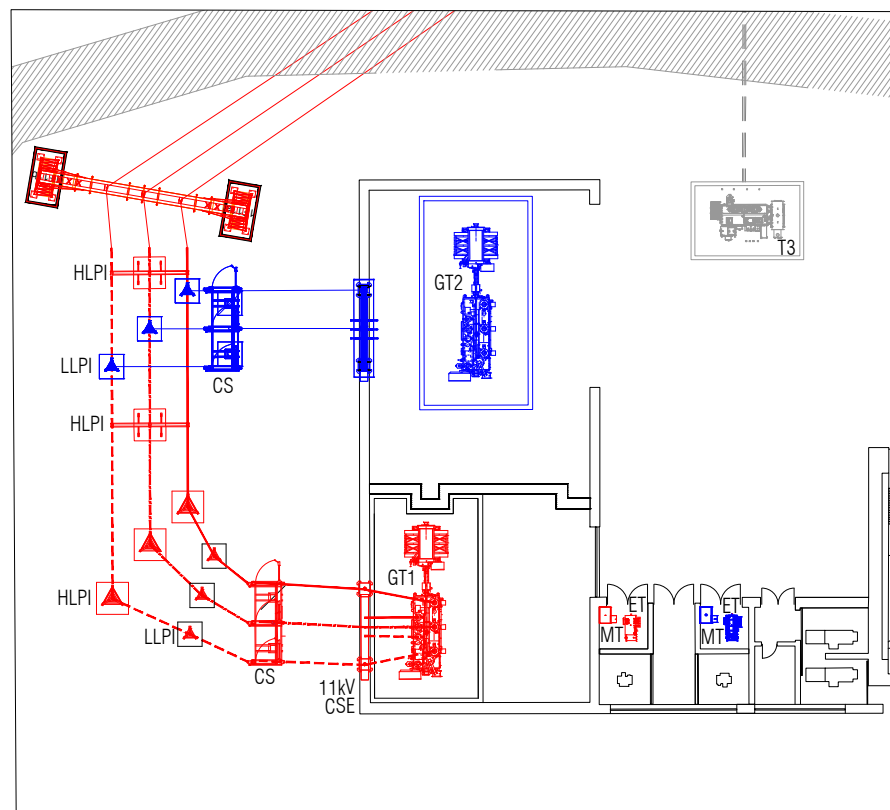 T3
HLPI
GT2
LLPI
CS
HLPI
GT1
HLPI
ET
ET
LLPI
MT
MT
CS
11kV
CSE